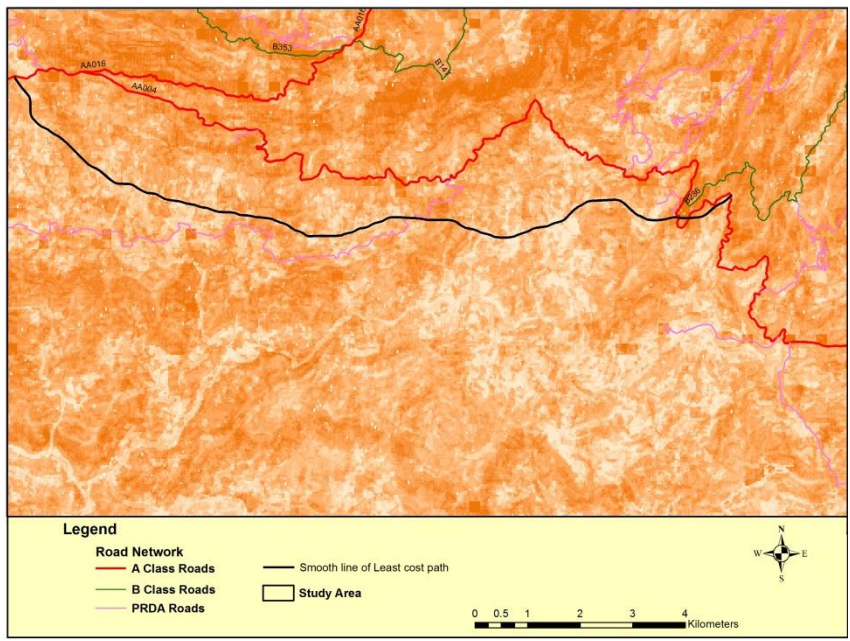 AA016
B353
AA016
B141
AA004
B236
Legend
Road Network
A Class Roads
B Class Roads
PRDA Roads
Smooth line of Least cost path
Study Area
N
W E
S
0 0.5 1 2 3 4
Kilometers